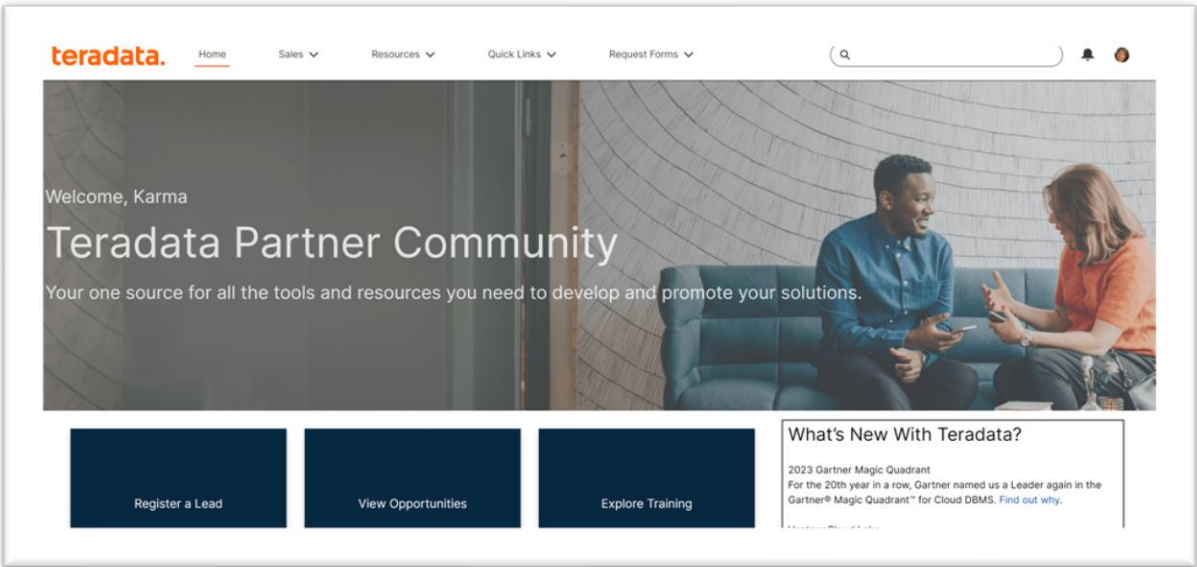 teradata.
Home
Sales
Resources
Quick Links
Request Forms
Welcome, Karma
Teradata Partner Community
Your one source for all the tools and resources you need to develop and promote your solutions.
Register a Lead
View Opportunities
Explore Training
What's New With Teradata?
2023 Gartner Magic Quadrant
For the 20th year in a row, Gartner named us a Leader again in the
Gartner® Magic Quadrant™ for Cloud DBMS. Find out why.